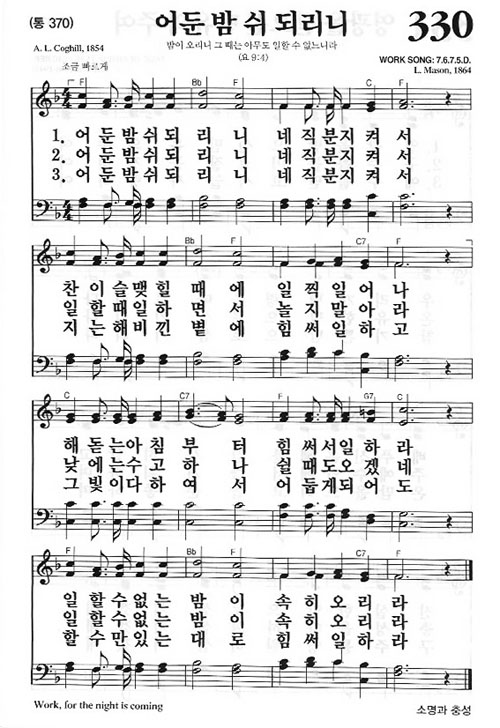 (통 370)
어둔 밤 쉬 되리니
330
A. L. Coghill, 1854
밤이 오리니 그 때는 아무도 일할 수 없느니라
(요 9:4)
WORK SONG: 7.6.7.5.D.
L. Mason, 1864
조금 빠르게
F Bb F C F
1. 어 둔 밤 쉬 되 리 니 네 직 분 지 켜 서
2. 어 둔 밤 쉬 되 리 니 네 직 분 지 켜 서
3. 어 둔 밤 쉬 되 리 니 네 직 분 지 켜 서
Bb F C7 F
찬 이 슬 맺 힐 때 에 일 찍 일 어 나
일 할 때 일 하 면 서 놀 지 말 아 라
지 는 해 비 낀 볕 에 힘 써 일 하 고
C C7 F C G7 C
해 돋 는 아 침 부 터 힘 써 서 일 하 라
낮 에 는 수 고 하 나 쉴 때 도 오 겠 네
그 빛 이 다 하 여 서 어 둡 게 되 어 도
F Bb F C7 F
일 할 수 없 는 밤 이 속 히 오 리 라
일 할 수 없 는 밤 이 속 히 오 리 라
할 수 만 있 는 대 로 힘 써 일 하 라
Work, for the night is coming
소명과 충성